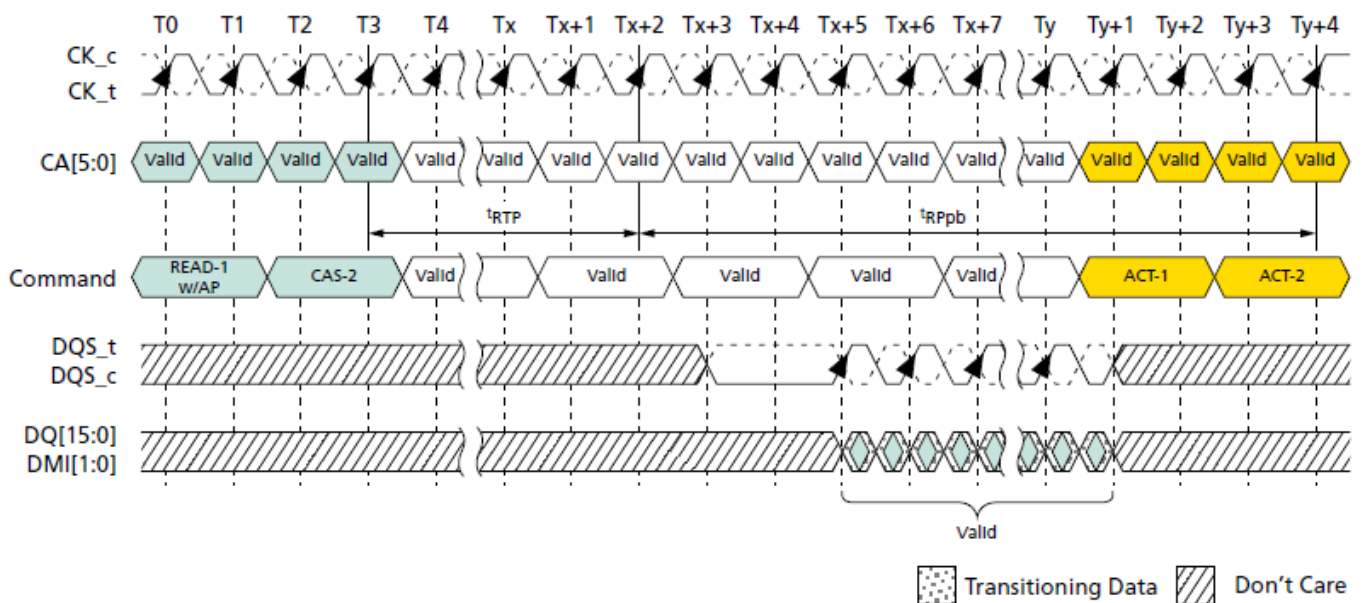 T0 T1 T2 T3 T4 Tx Tx+1 Tx+2 Tx+3 Tx+4 Tx+5 Tx+6 Tx+7 Ty Ty+1 Ty+2 Ty+3 Ty+4
CK_c
CK_t
CA[5:0] Valid Valid Valid Valid Valid Valid Valid Valid Valid Valid Valid Valid Valid Valid Valid Valid Valid Valid
tRTP tRPpb
Command READ-1 w/AP CAS-2 Valid Valid Valid Valid Valid ACT-1 ACT-2
DQS_t
DQS_c
DQ[15:0]
DMI[1:0]
Valid
Transitioning Data Don't Care